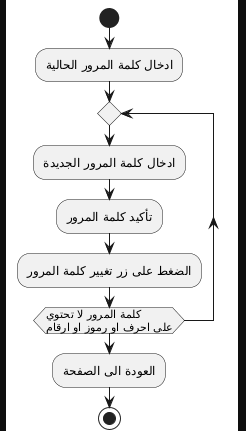 ادخال كلمة المرور الحالية
ادخال كلمة المرور الجديدة
تأكيد كلمة المرور
الضغط على زر تغيير كلمة المرور
كلمة المرور لا تحتوي
علي احرف او رموز او ارقام
العودة الى الصفحة